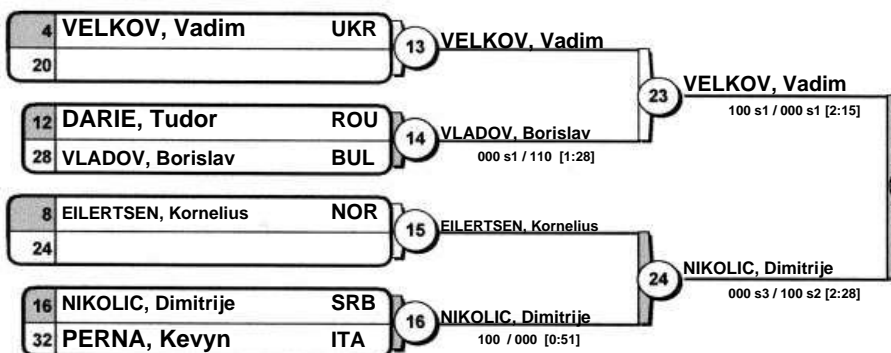 4 VELKOV, Vadim UKR
20
13
VELKOV, Vadim
12 DARIE, Tudor ROU
28 VLADOV, Borislav BUL
14
VLADOV, Borislav
000 s1 / 110 [1:28]
23
VELKOV, Vadim
100 s1 / 000 s1 [2:15]
8 EILERTSEN, Kornelius NOR
24
15
EILERTSEN, Kornelius
16 NIKOLIC, Dimitrije SRB
32 PERNA, Kevyn ITA
16
NIKOLIC, Dimitrije
100 / 000 [0:51]
24
NIKOLIC, Dimitrije
000 s3 / 100 s2 [2:28]